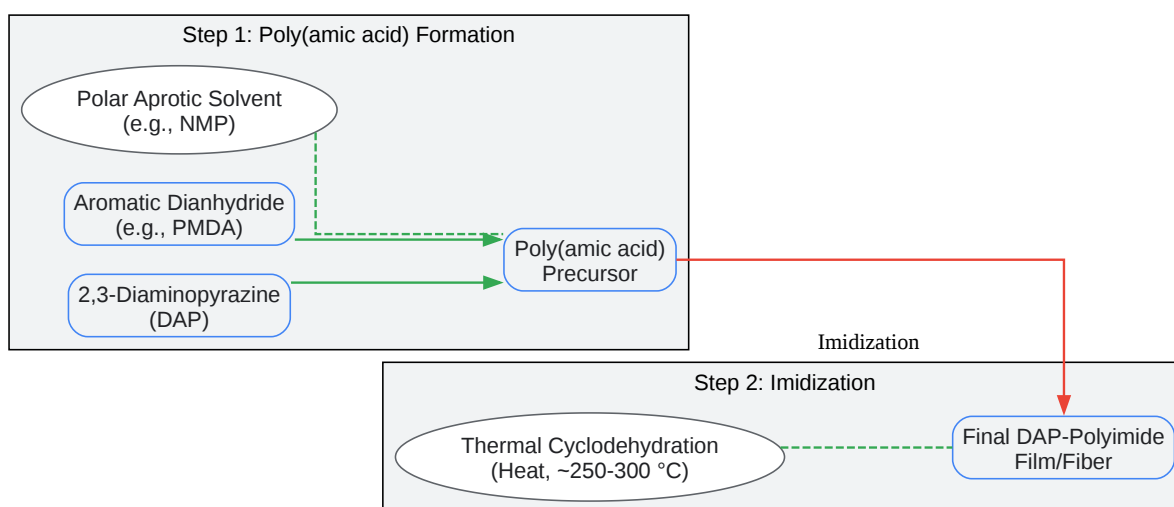 Step 1: Poly(amic acid) Formation
Polar Aprotic Solvent
(e.g., NMP)
Aromatic Dianhydride
(e.g., PMDA)
2,3-Diaminopyrazine
(DAP)
Poly(amic acid)
Precursor
Imidization
Step 2: Imidization
Thermal Cyclodehydration
(Heat, ~250-300 °C)
Final DAP-Polyimide
Film/Fiber